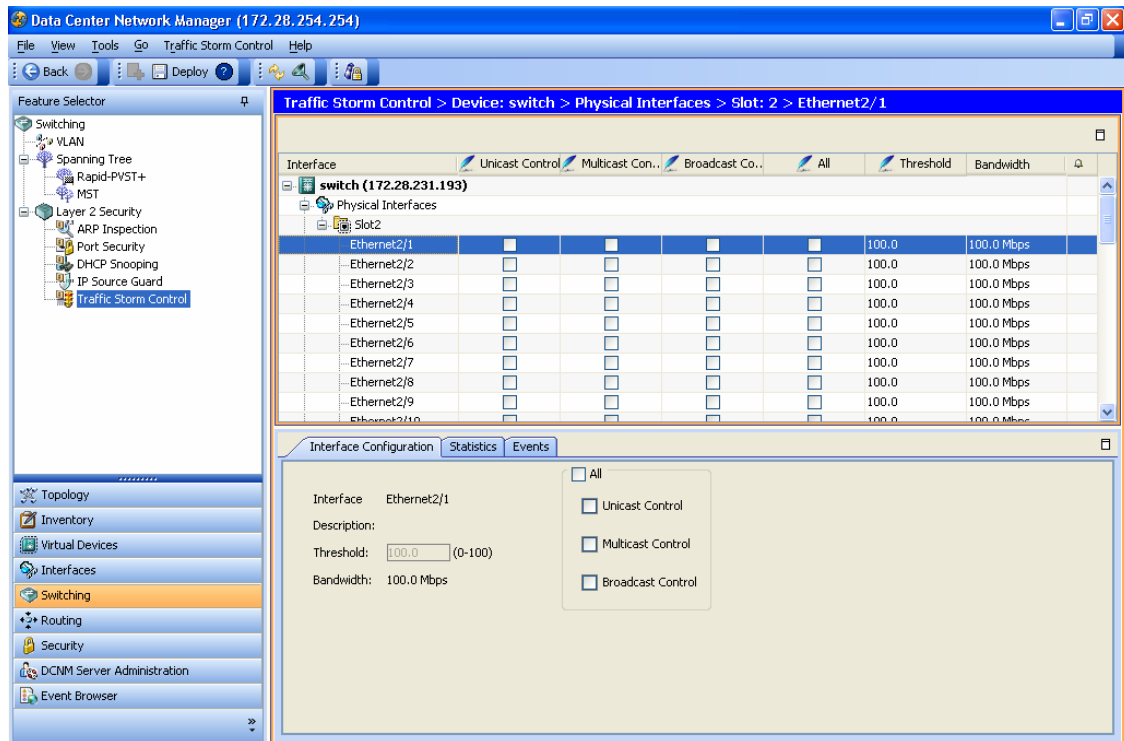 Data Center Network Manager (172.28.254.254)
File View Tools Go Traffic Storm Control Help
Back Deploy
Feature Selector
Switching
VLAN
Spanning Tree
Rapid-PVST+
MST
Layer 2 Security
ARP Inspection
Port Security
DHCP Snooping
IP Source Guard
Traffic Storm Control
Topology
Inventory
Virtual Devices
Interfaces
Switching
Routing
Security
DCNM Server Administration
Event Browser
Traffic Storm Control > Device: switch > Physical Interfaces > Slot: 2 > Ethernet2/1
Interface Unicast Control Multicast Con.. Broadcast Co.. All Threshold Bandwidth
switch (172.28.231.193)
Physical Interfaces
Slot2
Ethernet2/1 100.0 100.0 Mbps
Ethernet2/2 100.0 100.0 Mbps
Ethernet2/3 100.0 100.0 Mbps
Ethernet2/4 100.0 100.0 Mbps
Ethernet2/5 100.0 100.0 Mbps
Ethernet2/6 100.0 100.0 Mbps
Ethernet2/7 100.0 100.0 Mbps
Ethernet2/8 100.0 100.0 Mbps
Ethernet2/9 100.0 100.0 Mbps
Ethernet2/10 100.0 100.0 Mbps
Interface Configuration Statistics Events
Interface Ethernet2/1
Description:
Threshold: 100.0 (0-100)
Bandwidth: 100.0 Mbps
All
Unicast Control
Multicast Control
Broadcast Control